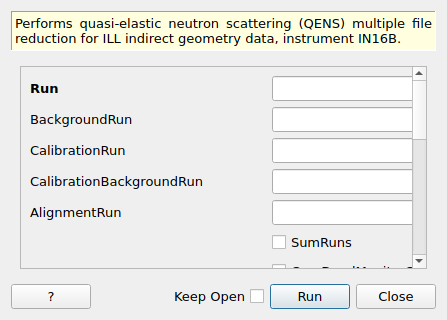 Performs quasi-elastic neutron scattering (QENS) multiple file
reduction for ILL indirect geometry data, instrument IN16B.
Run
BackgroundRun
CalibrationRun
CalibrationBackgroundRun
AlignmentRun
SumRuns
?
Keep Open
Run
Close